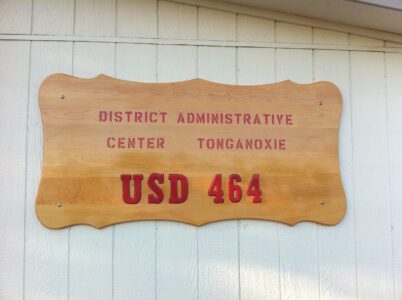 DISTRICT ADMINISTRATIVE
CENTER TONGANOXIE
USD 464